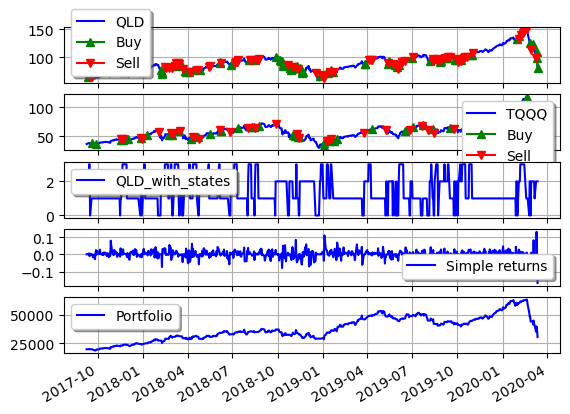 150
100
QLD
Buy
Sell
100
50
TQQQ
Buy
Sell
2
0
QLD_with_states
0.1
0.0
−0.1
Simple returns
50000
25000
Portfolio
2017-10 2018-01 2018-04 2018-07 2018-10 2019-01 2019-04 2019-07 2019-10 2020-01 2020-04